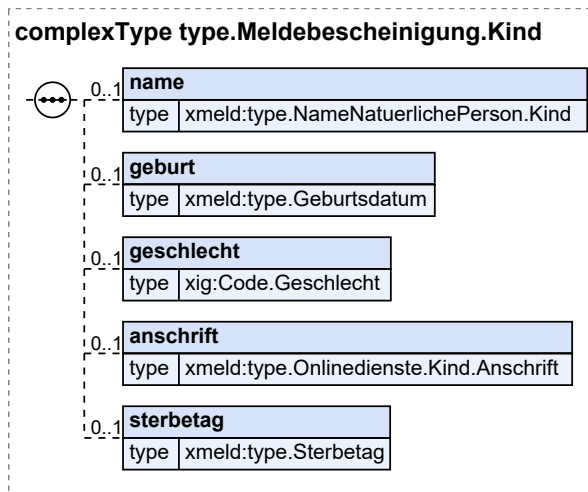 complexType type.Meldebescheinigung.Kind
0..1 name
type xmeld:type.NameNatuerlichePerson.Kind
0..1 geburt
type xmeld:type.Geburtsdatum
0..1 geschlecht
type xig:Code.Geschlecht
0..1 anschrift
type xmeld:type.Onlinedienste.Kind.Anschrift
0..1 sterbetag
type xmeld:type.Sterbetag